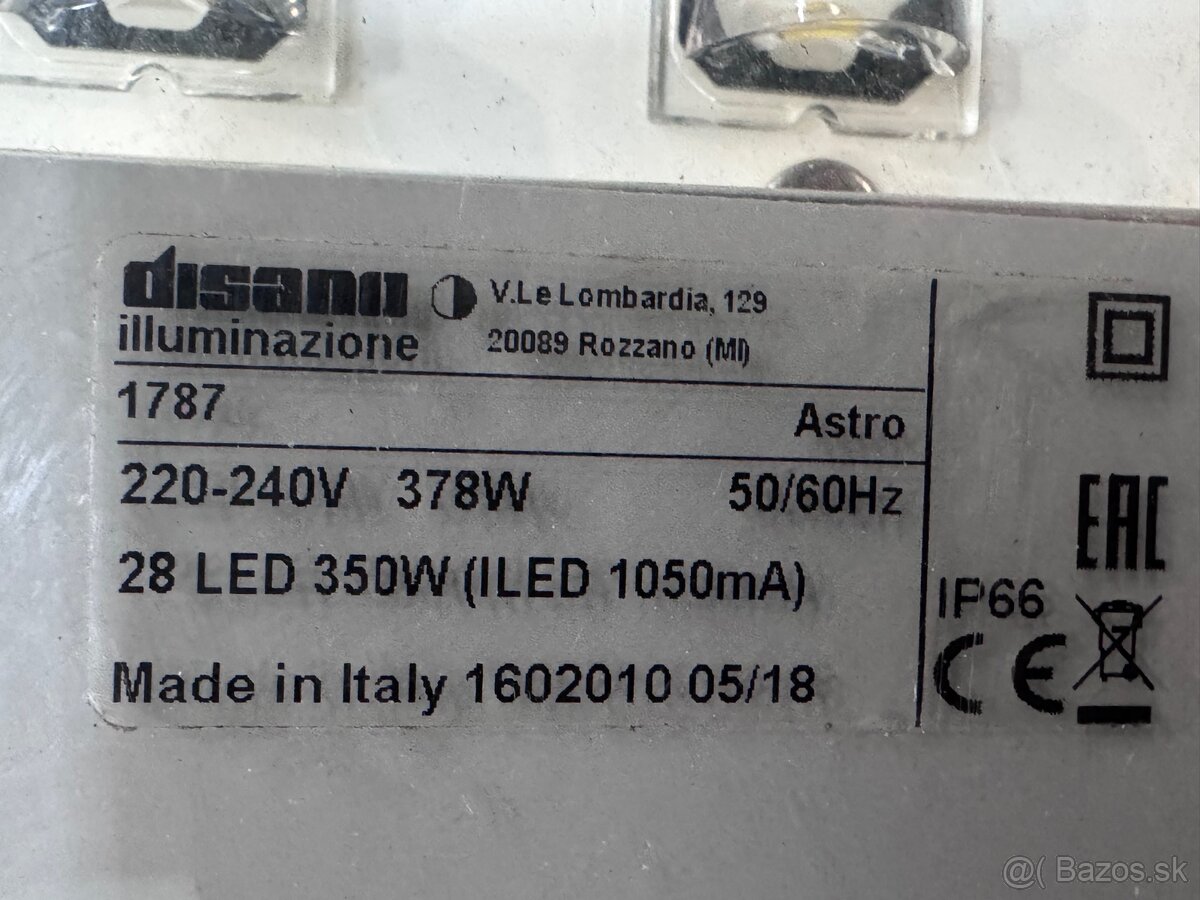 disano
illuminazione
V.Le Lombardia, 129
20089 Rozzano (MI)
1787 Astro
220-240V 378W 50/60Hz
28 LED 350W (ILED 1050mA)
Made in Italy 1602010 05/18
EAC
IP66
CE
@( Bazos.sk